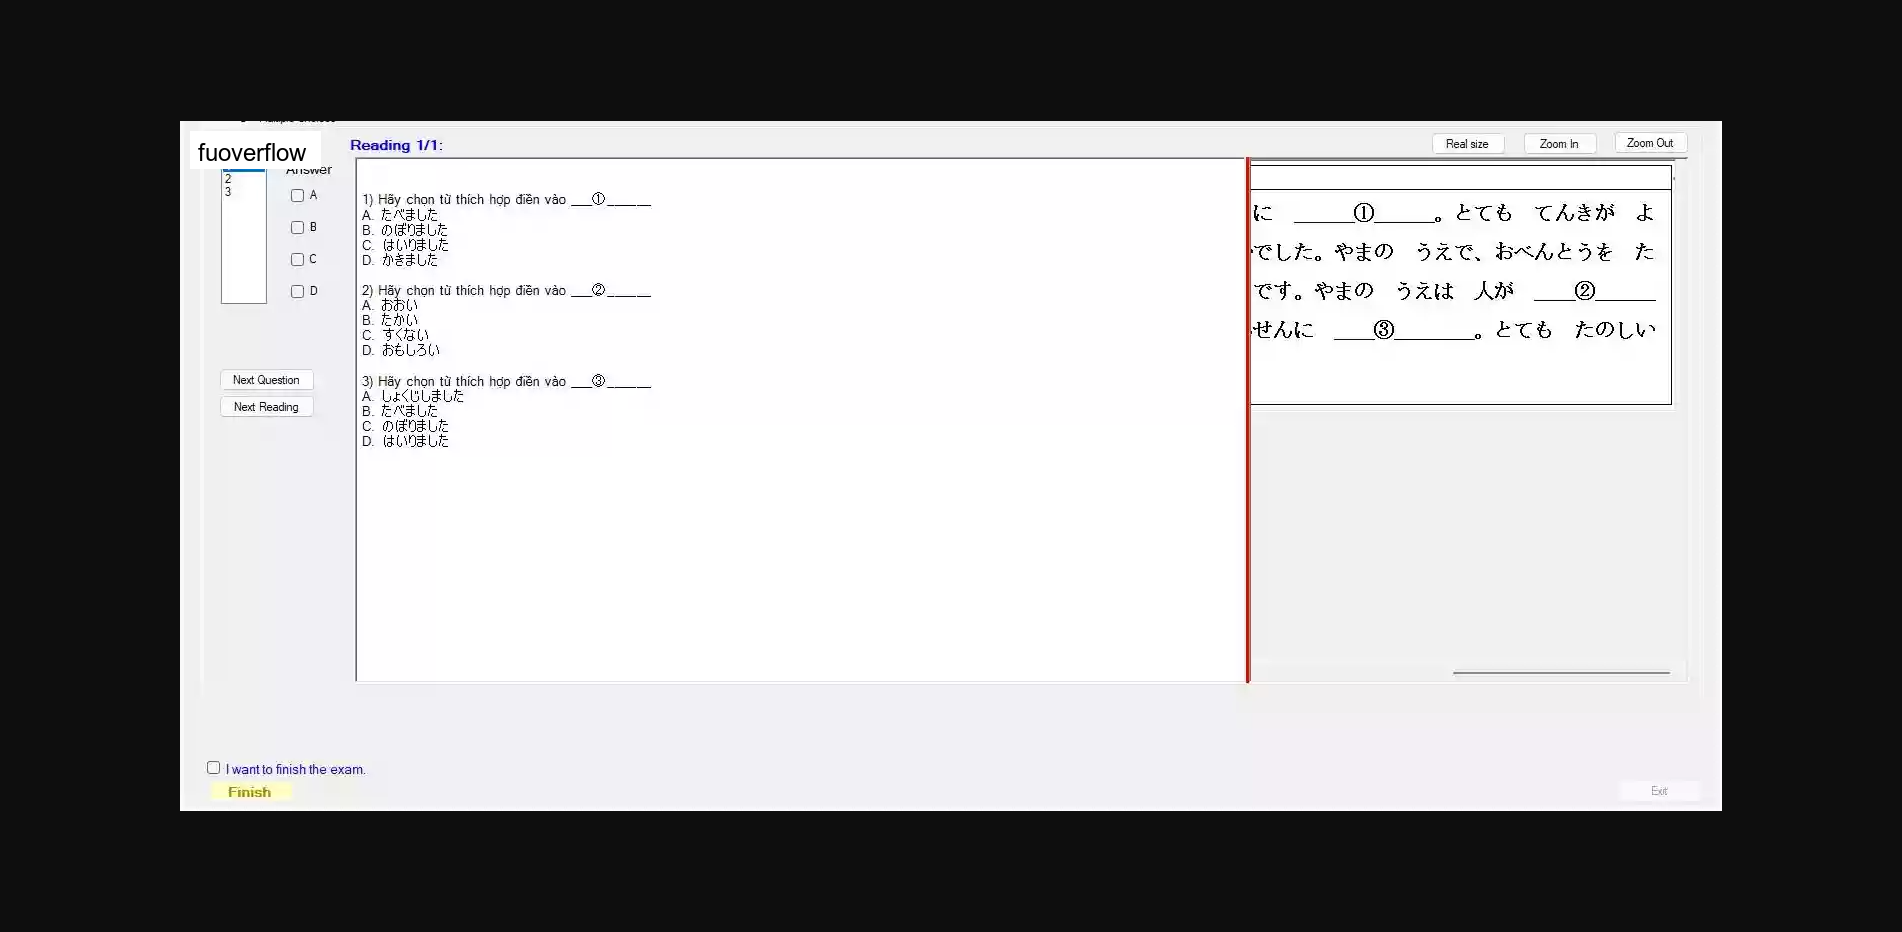 fuoverflow
Answer
2
3
A
B
C
D
Next Question
Next Reading
Reading 1/1:
Real size
Zoom In
Zoom Out
1) Hãy chọn từ thích hợp điền vào ___①______
A. たべました
B. のぼりました
C. はいりました
D. かきました
2) Hãy chọn từ thích hợp điền vào ___②______
A. おおい
B. たかい
C. すくない
D. おもしろい
3) Hãy chọn từ thích hợp điền vào ___③______
A. しょくじしました
B. たべました
C. のぼりました
D. はいりました
に ______①______。とても てんきが よ
でした。やまの うえで、おべんとうを た
です。やまの うえは 人が ____②______
せんに ____③________。とても たのしい
I want to finish the exam.
Finish
Exit